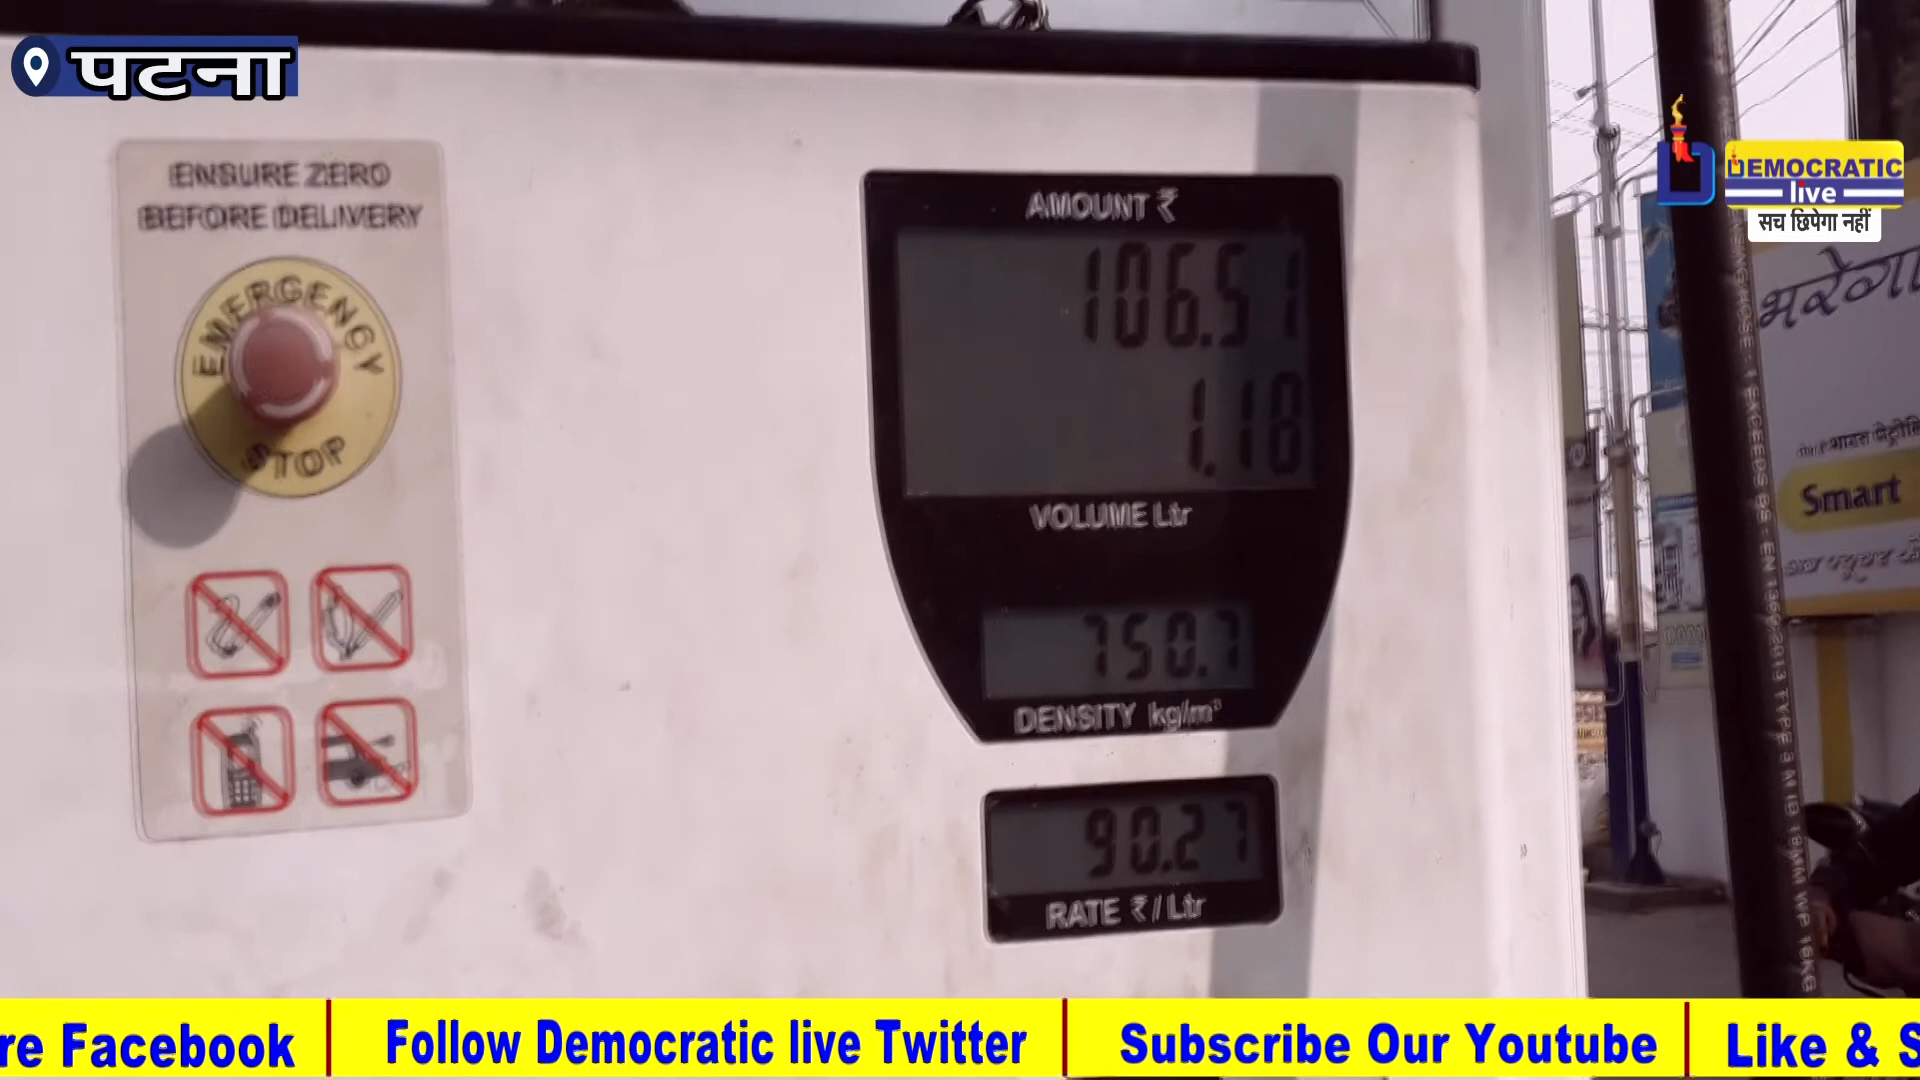 पटना
ENSURE ZERO
BEFORE DELIVERY
EMERGENCY
STOP
AMOUNT ₹
106.51
1.18
VOLUME Ltr
750.7
DENSITY kg/m³
90.27
RATE ₹/Ltr
DEMOCRATIC
live
सच छिपेगा नहीं
भरेगा
Smart
re Facebook
Follow Democratic live Twitter
Subscribe Our Youtube
Like & S